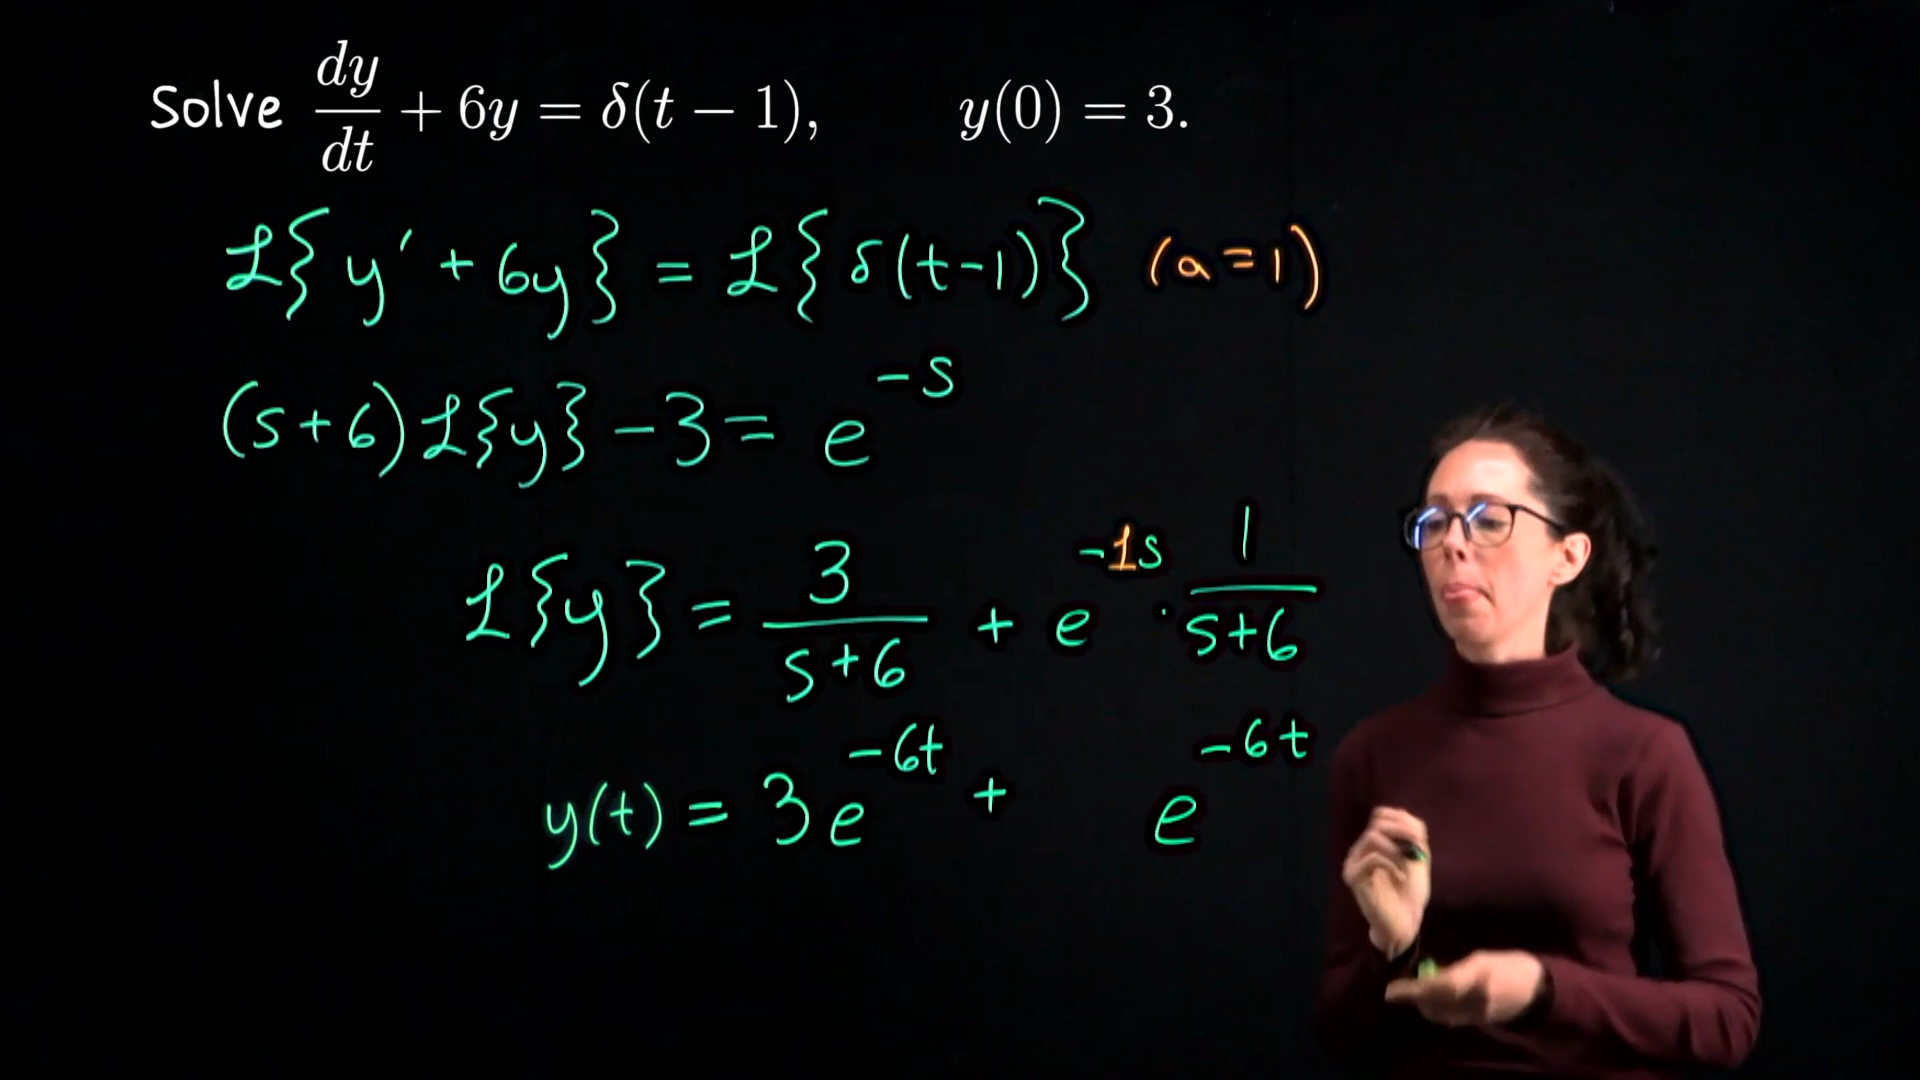 Solve dy/dt + 6y = δ(t − 1), y(0) = 3.
ℒ{y′ + 6y} = ℒ{δ(t-1)} (a=1)
(s+6)ℒ{y} − 3 = e^{-s}
ℒ{y} = 3/(s+6) + e^{-1s} · 1/(s+6)
y(t) = 3e^{-6t} + e^{-6t}